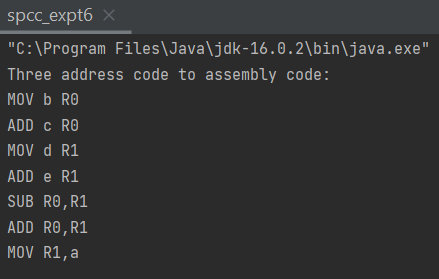 spcc_expt6
"C:\Program Files\Java\jdk-16.0.2\bin\java.exe"
Three address code to assembly code:
MOV b R0
ADD c R0
MOV d R1
ADD e R1
SUB R0,R1
ADD R0,R1
MOV R1,a